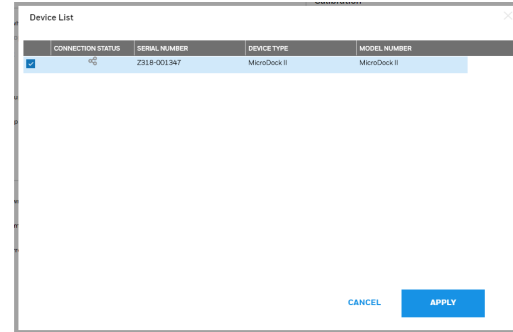 Device List
CONNECTION STATUS SERIAL NUMBER DEVICE TYPE MODEL NUMBER
Z318-001347 MicroDock II MicroDock II
CANCEL APPLY